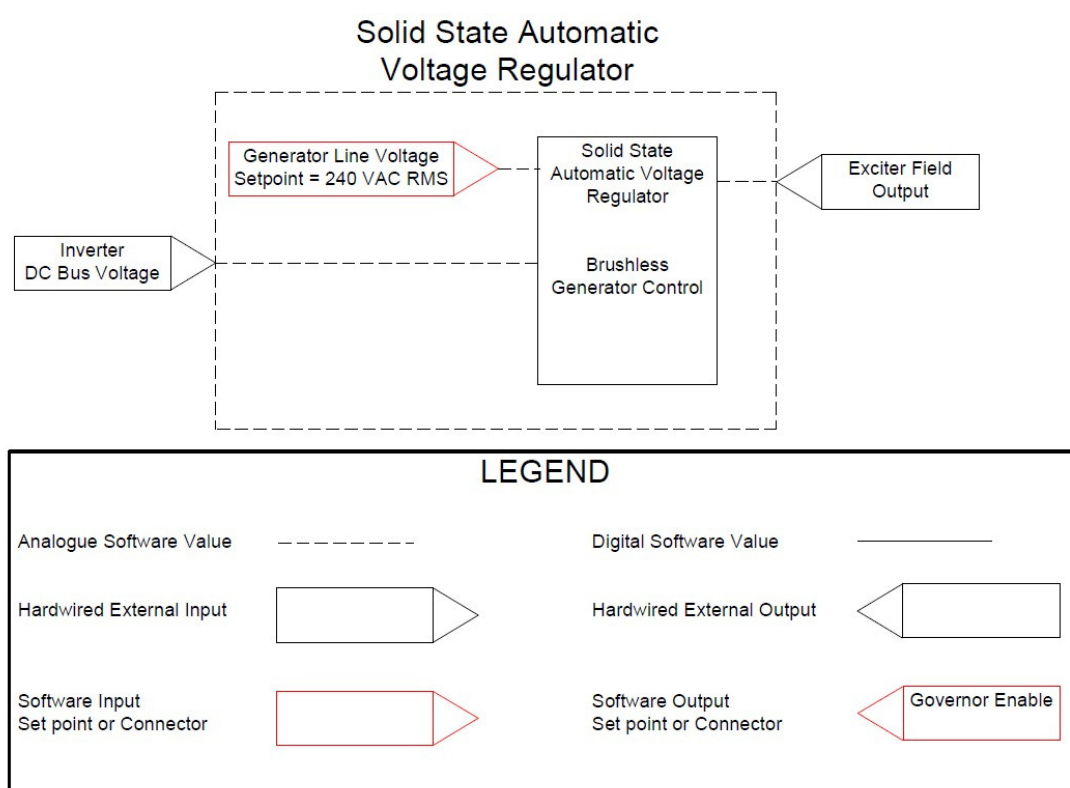 Solid State Automatic
Voltage Regulator
Generator Line Voltage
Setpoint = 240 VAC RMS
Solid State
Automatic Voltage
Regulator
Exciter Field
Output
Inverter
DC Bus Voltage
Brushless
Generator Control
LEGEND
Analogue Software Value
Digital Software Value
Hardwired External Input
Hardwired External Output
Software Input
Set point or Connector
Software Output
Set point or Connector
Governor Enable